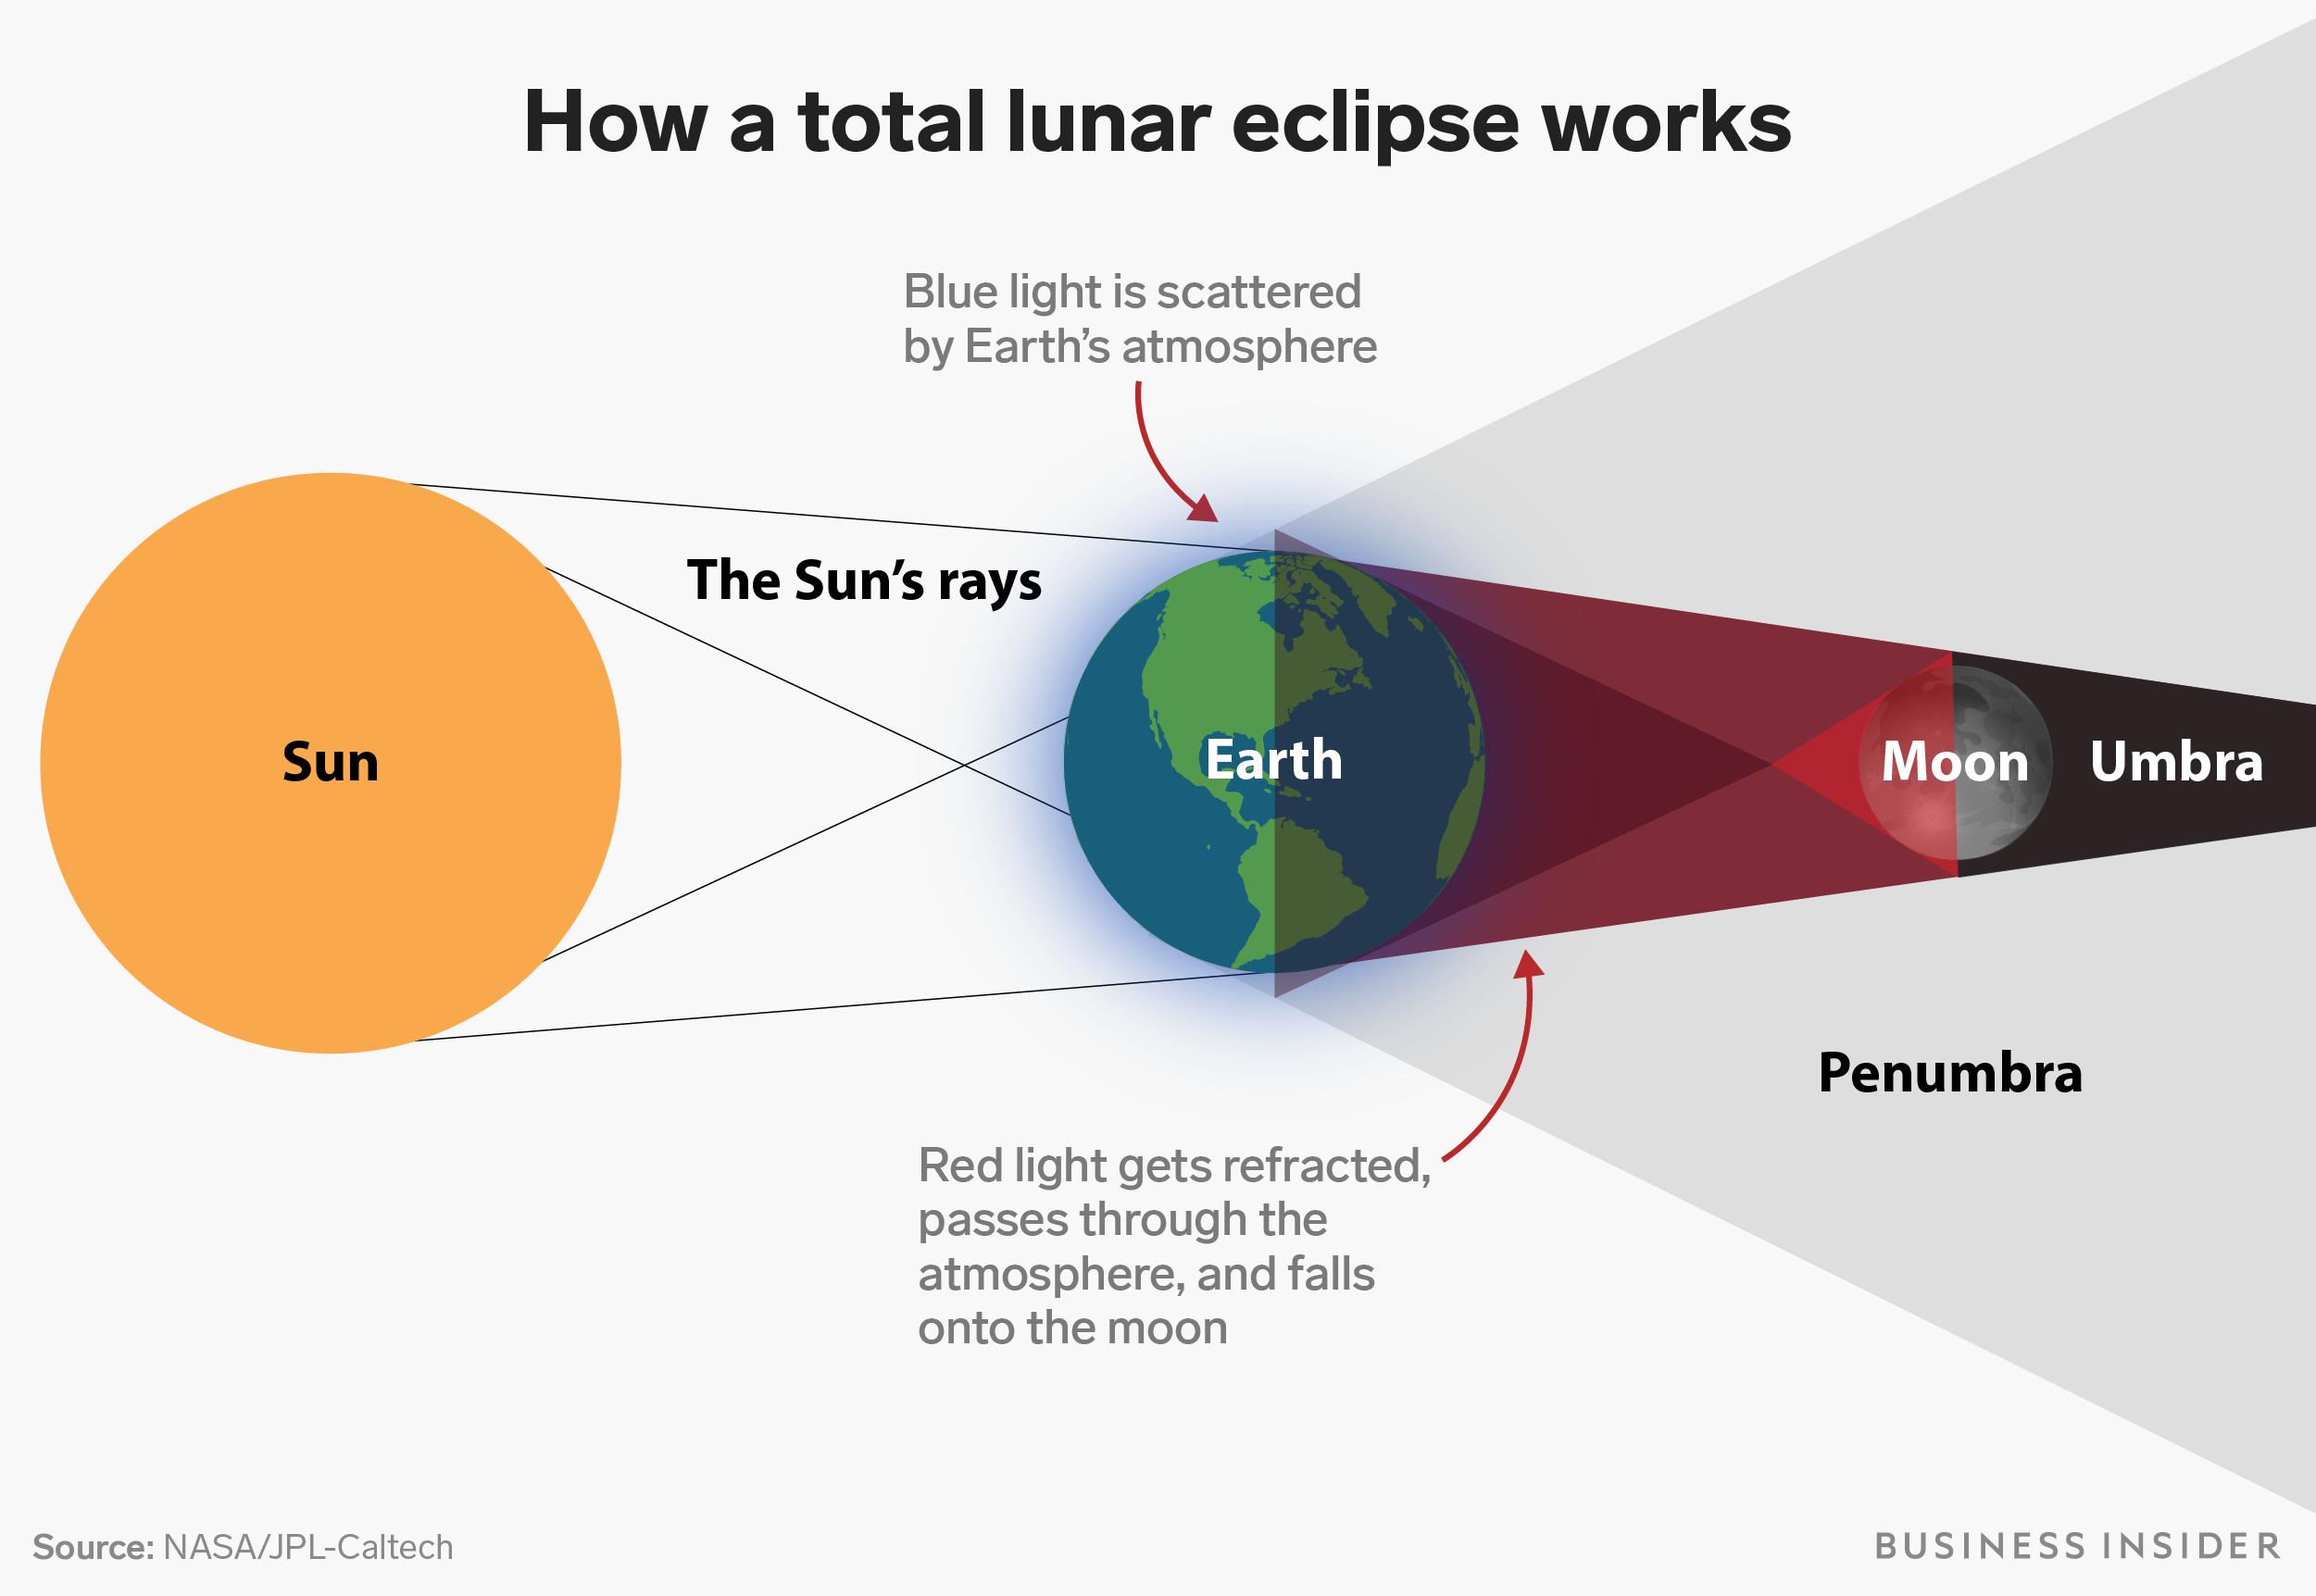 How a total lunar eclipse works
Blue light is scattered
by Earth’s atmosphere
The Sun’s rays
Sun
Earth
Moon
Umbra
Penumbra
Red light gets refracted,
passes through the
atmosphere, and falls
onto the moon
Source: NASA/JPL-Caltech
BUSINESS INSIDER